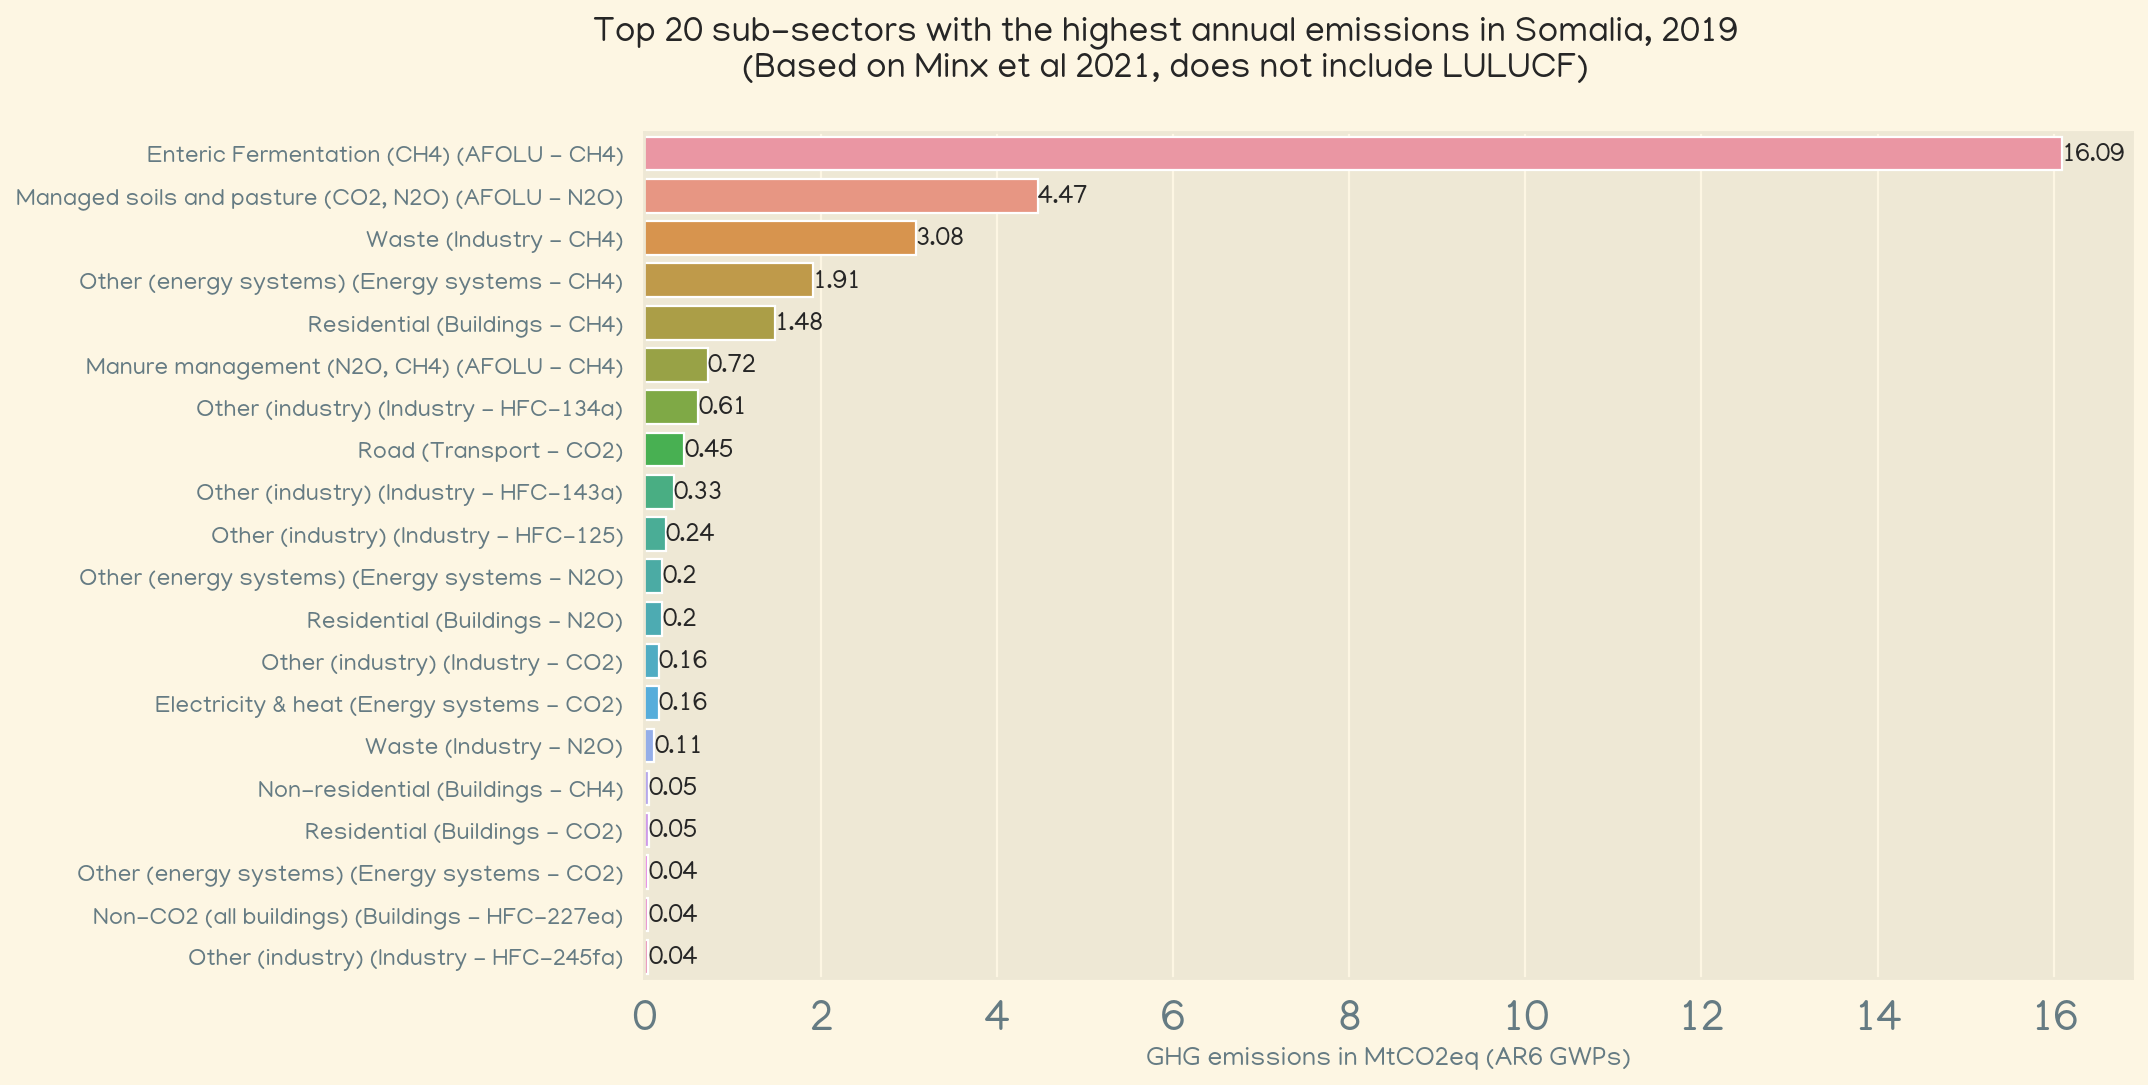 Top 20 sub-sectors with the highest annual emissions in Somalia, 2019
(Based on Minx et al 2021, does not include LULUCF)
Enteric Fermentation (CH4) (AFOLU - CH4) 16.09
Managed soils and pasture (CO2, N2O) (AFOLU - N2O) 4.47
Waste (Industry - CH4) 3.08
Other (energy systems) (Energy systems - CH4) 1.91
Residential (Buildings - CH4) 1.48
Manure management (N2O, CH4) (AFOLU - CH4) 0.72
Other (industry) (Industry - HFC-134a) 0.61
Road (Transport - CO2) 0.45
Other (industry) (Industry - HFC-143a) 0.33
Other (industry) (Industry - HFC-125) 0.24
Other (energy systems) (Energy systems - N2O) 0.2
Residential (Buildings - N2O) 0.2
Other (industry) (Industry - CO2) 0.16
Electricity & heat (Energy systems - CO2) 0.16
Waste (Industry - N2O) 0.11
Non-residential (Buildings - CH4) 0.05
Residential (Buildings - CO2) 0.05
Other (energy systems) (Energy systems - CO2) 0.04
Non-CO2 (all buildings) (Buildings - HFC-227ea) 0.04
Other (industry) (Industry - HFC-245fa) 0.04
0 2 4 6 8 10 12 14 16
GHG emissions in MtCO2eq (AR6 GWPs)